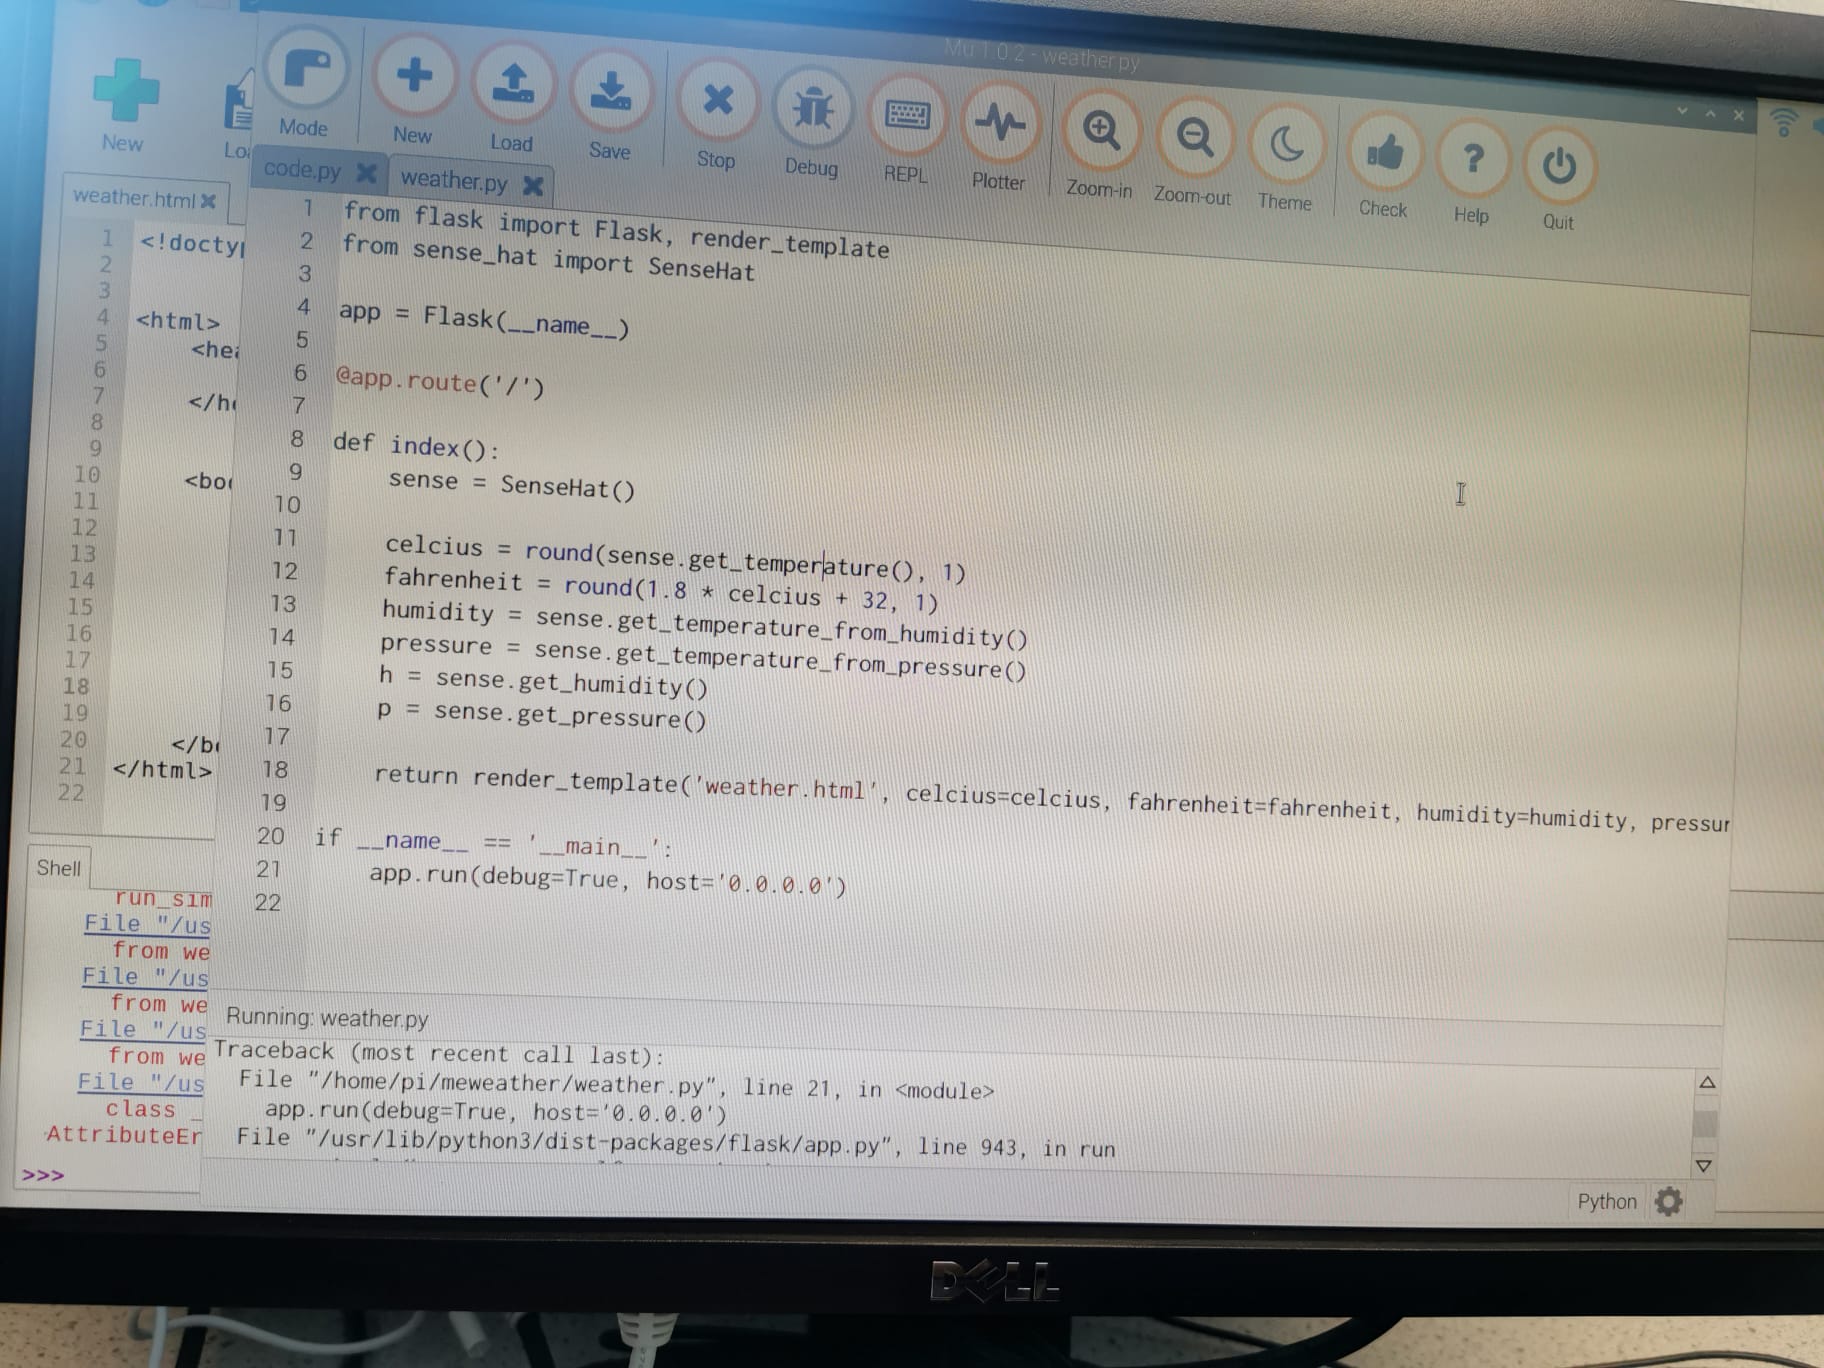 Mu 1.0.2 - weather.py
New
Mode
New
Load
Save
Stop
Debug
REPL
Plotter
Zoom-in
Zoom-out
Theme
Check
Help
Quit
code.py
weather.py
weather.html
1 from flask import Flask, render_template
2 from sense_hat import SenseHat
3
4 app = Flask(__name__)
5
6 @app.route('/')
7
8 def index():
9 sense = SenseHat()
10
11 celcius = round(sense.get_temperature(), 1)
12 fahrenheit = round(1.8 * celcius + 32, 1)
13 humidity = sense.get_temperature_from_humidity()
14 pressure = sense.get_temperature_from_pressure()
15 h = sense.get_humidity()
16 p = sense.get_pressure()
17
18 return render_template('weather.html', celcius=celcius, fahrenheit=fahrenheit, humidity=humidity, pressur
19
20 if __name__ == '__main__':
21 app.run(debug=True, host='0.0.0.0')
22
1 <!doctyp
2
3
4 <html>
5 <hea
6
7 </he
8
9
10 <bod
11
12
13
14
15
16
17
18
19
20 </bo
21 </html>
22
Shell
run_sim
File "/us
from we
File "/us
from we
File "/us
from we
File "/us
class _
AttributeEr
>>>
Running: weather.py
Traceback (most recent call last):
File "/home/pi/meweather/weather.py", line 21, in <module>
app.run(debug=True, host='0.0.0.0')
File "/usr/lib/python3/dist-packages/flask/app.py", line 943, in run
Python
DELL